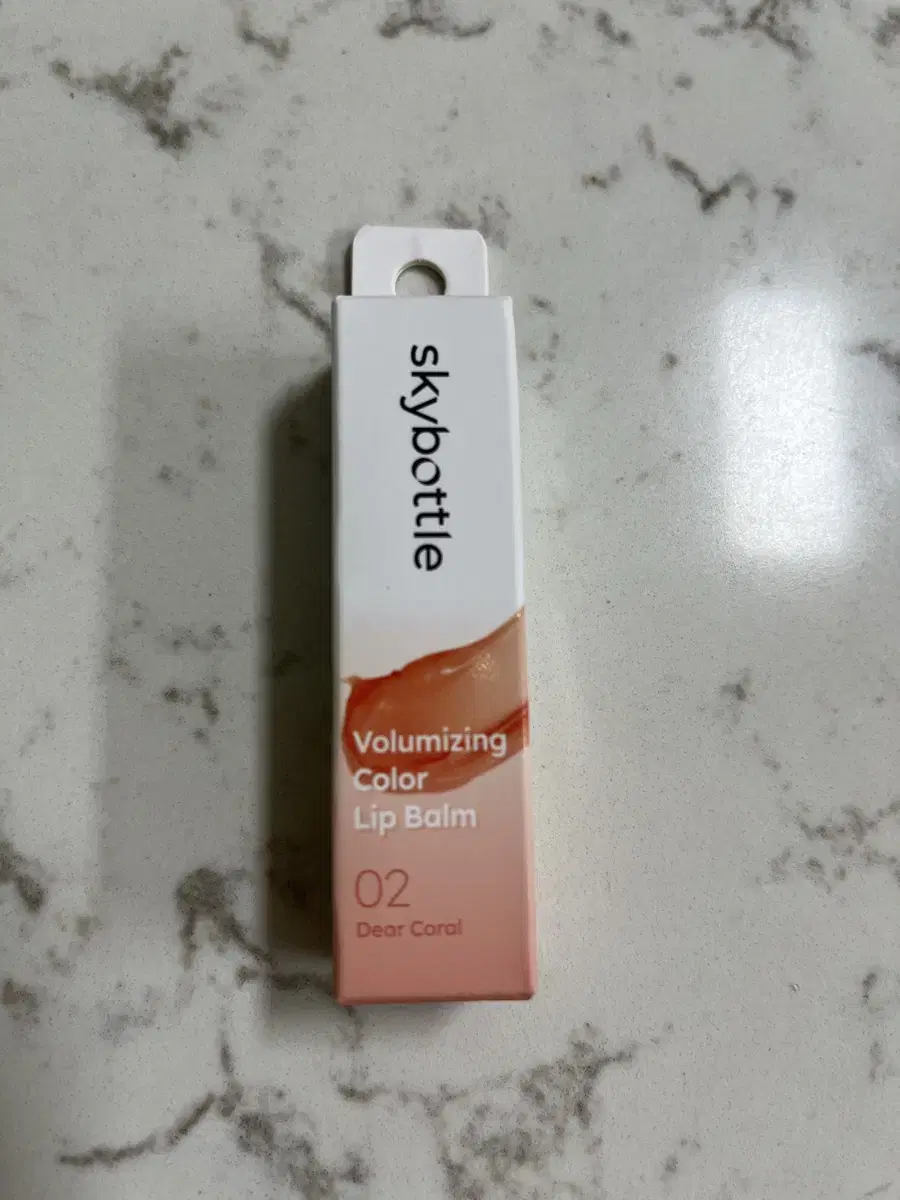 skybottle
Volumizing
Color
Lip Balm
02
Dear Coral